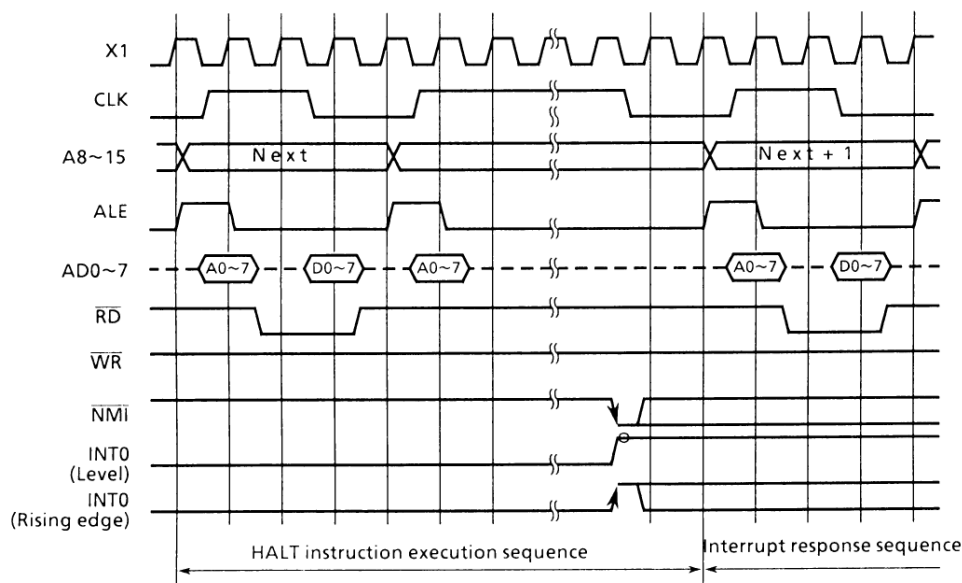 X1
CLK
A8~15 Next Next + 1
ALE
AD0~7 A0~7 D0~7 A0~7 A0~7 D0~7
RD
WR
NMI
INT0
(Level)
INT0
(Rising edge)
HALT instruction execution sequence Interrupt response sequence